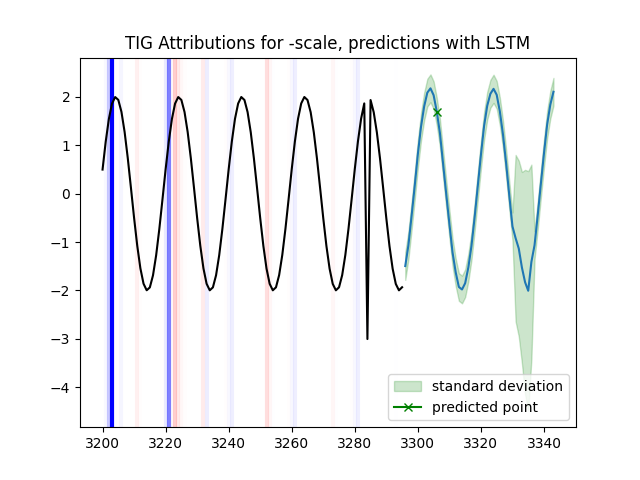 TIG Attributions for -scale, predictions with LSTM
2
1
0
−1
−2
−3
−4
standard deviation
predicted point
3200 3220 3240 3260 3280 3300 3320 3340